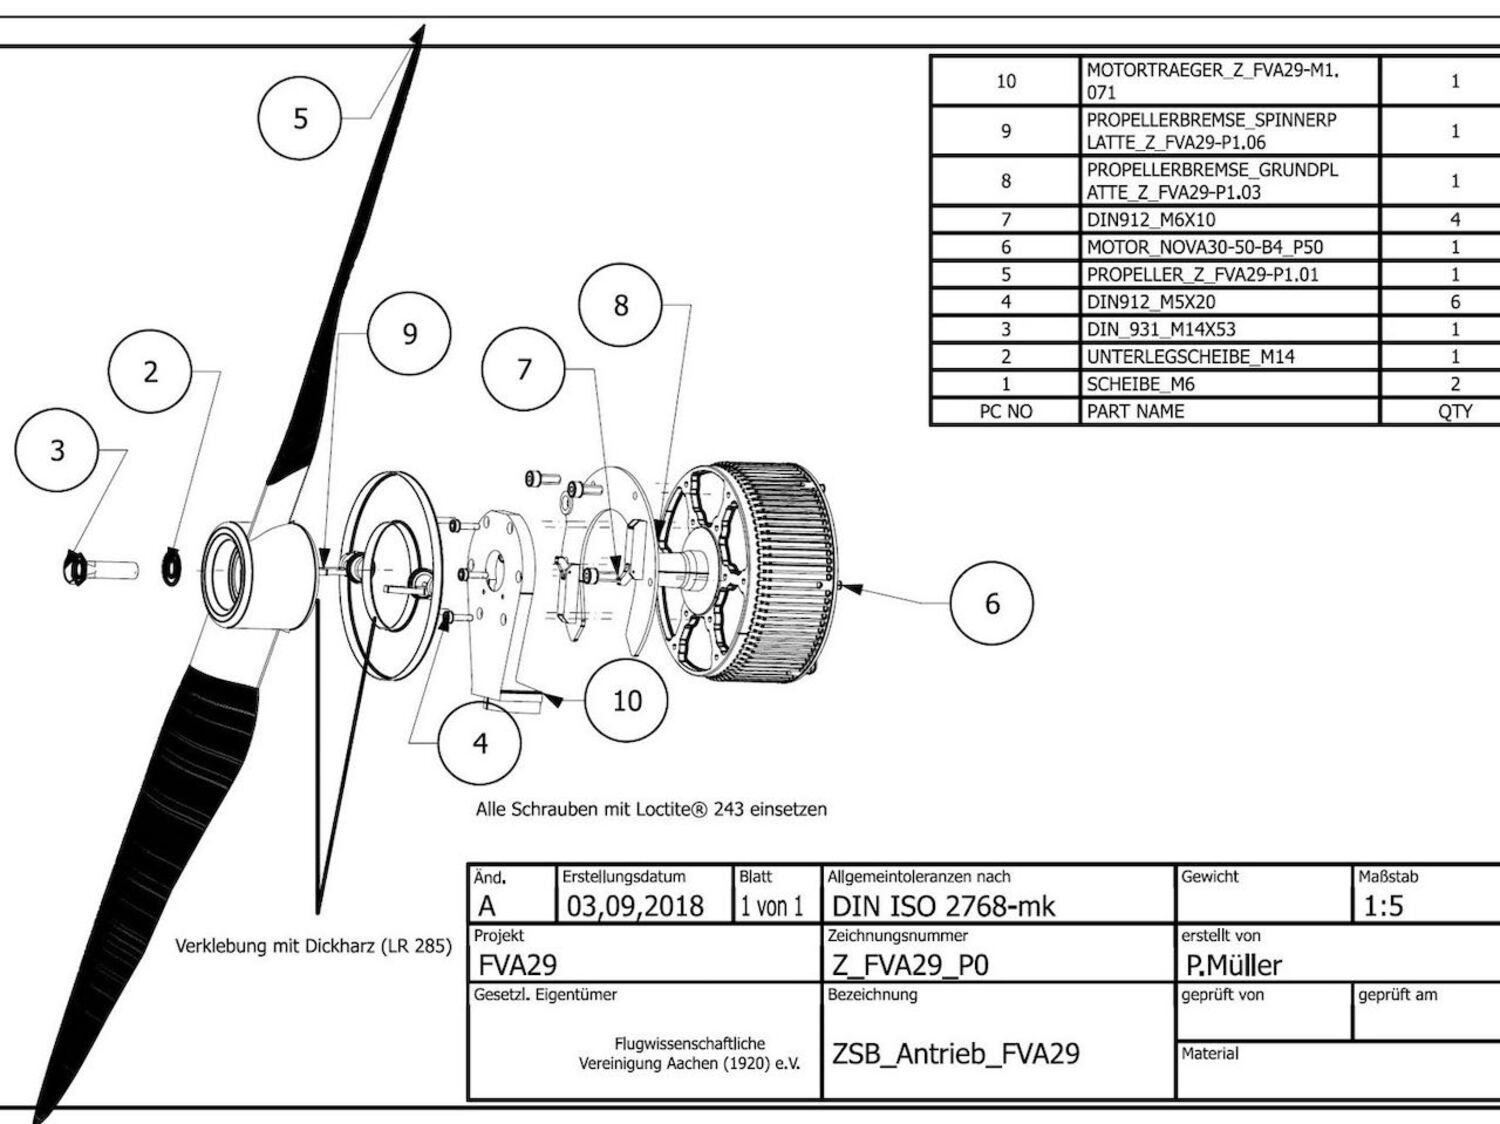 10 MOTORTRAEGER_Z_FVA29-M1. 1
071
9 PROPELLERBREMSE_SPINNERP 1
LATTE_Z_FVA29-P1.06
8 PROPELLERBREMSE_GRUNDPL 1
ATTE_Z_FVA29-P1.03
7 DIN912_M6X10 4
6 MOTOR_NOVA30-50-B4_P50 1
5 PROPELLER_Z_FVA29-P1.01 1
4 DIN912_M5X20 6
3 DIN_931_M14X53 1
2 UNTERLEGSCHEIBE_M14 1
1 SCHEIBE_M6 2
PC NO PART NAME QTY
5
8
9
7
2
3
6
10
4
Alle Schrauben mit Loctite® 243 einsetzen
Verklebung mit Dickharz (LR 285)
Änd. Erstellungsdatum Blatt Allgemeintoleranzen nach Gewicht Maßstab
A 03,09,2018 1 von 1 DIN ISO 2768-mk 1:5
Projekt Zeichnungsnummer erstellt von
FVA29 Z_FVA29_P0 P.Müller
Gesetzl. Eigentümer Bezeichnung geprüft von geprüft am
Flugwissenschaftliche
Vereinigung Aachen (1920) e.V.
ZSB_Antrieb_FVA29
Material